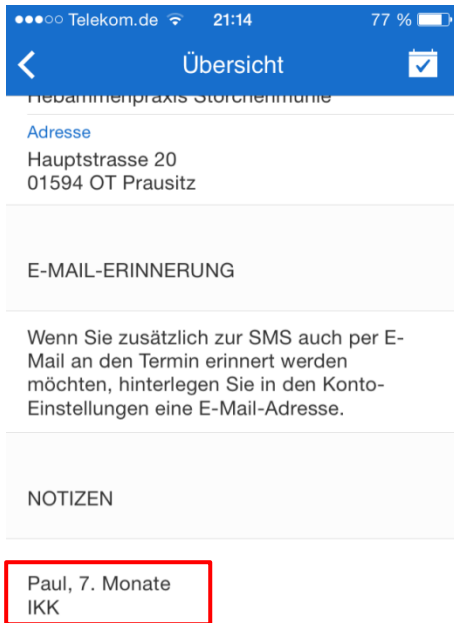 Telekom.de 21:14 77 %
Übersicht
Hebammenpraxis Storchenmühle
Adresse
Hauptstrasse 20
01594 OT Prausitz
E-MAIL-ERINNERUNG
Wenn Sie zusätzlich zur SMS auch per E-
Mail an den Termin erinnert werden
möchten, hinterlegen Sie in den Konto-
Einstellungen eine E-Mail-Adresse.
NOTIZEN
Paul, 7. Monate
IKK